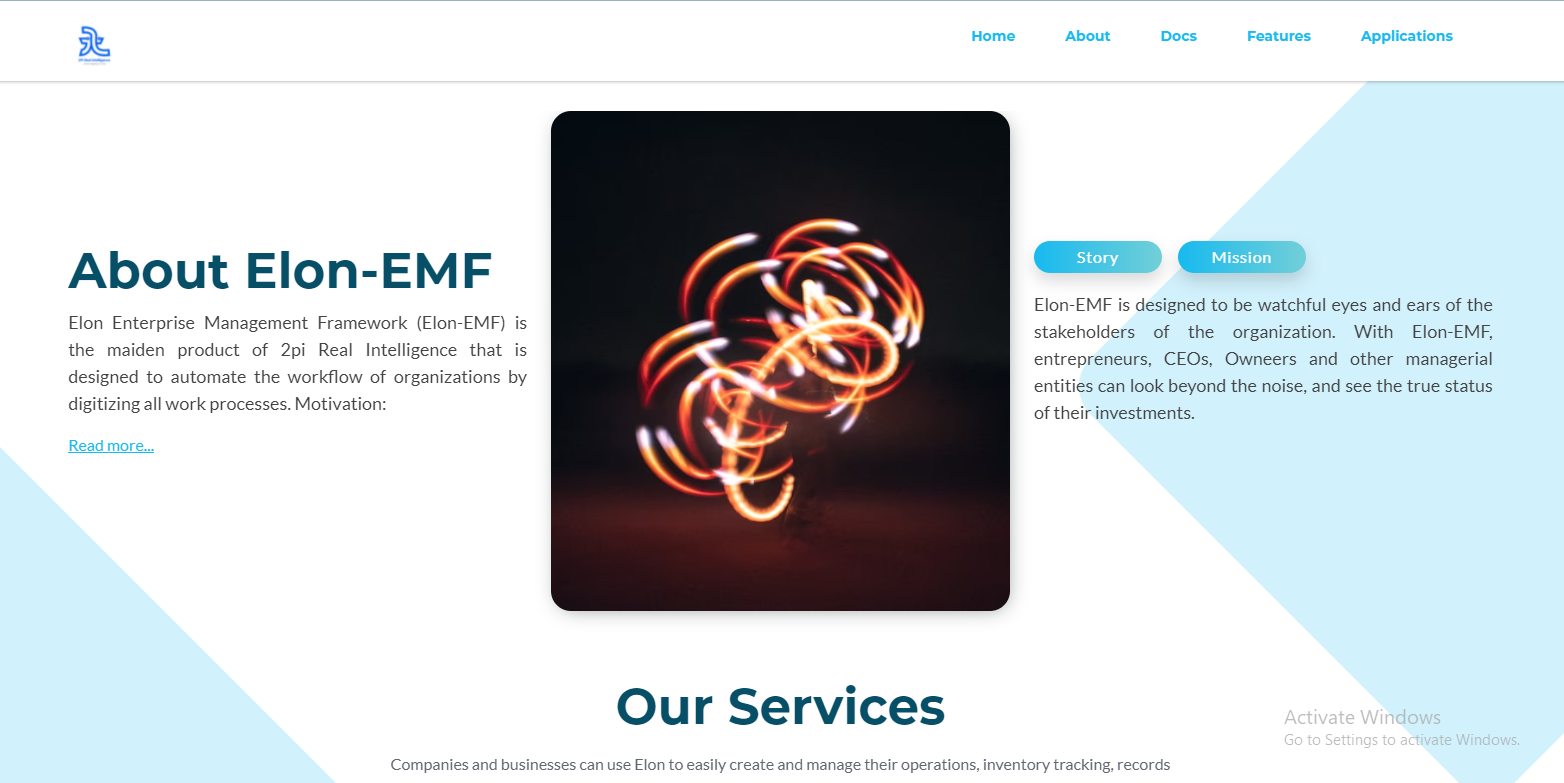 Home
About
Docs
Features
Applications
About Elon-EMF
Elon Enterprise Management Framework (Elon-EMF) is
the maiden product of 2pi Real Intelligence that is
designed to automate the workflow of organizations by
digitizing all work processes. Motivation:
Read more...
Story
Mission
Elon-EMF is designed to be watchful eyes and ears of the
stakeholders of the organization. With Elon-EMF,
entrepreneurs, CEOs, Owneers and other managerial
entities can look beyond the noise, and see the true status
of their investments.
Our Services
Companies and businesses can use Elon to easily create and manage their operations, inventory tracking, records
Activate Windows
Go to Settings to activate Windows.